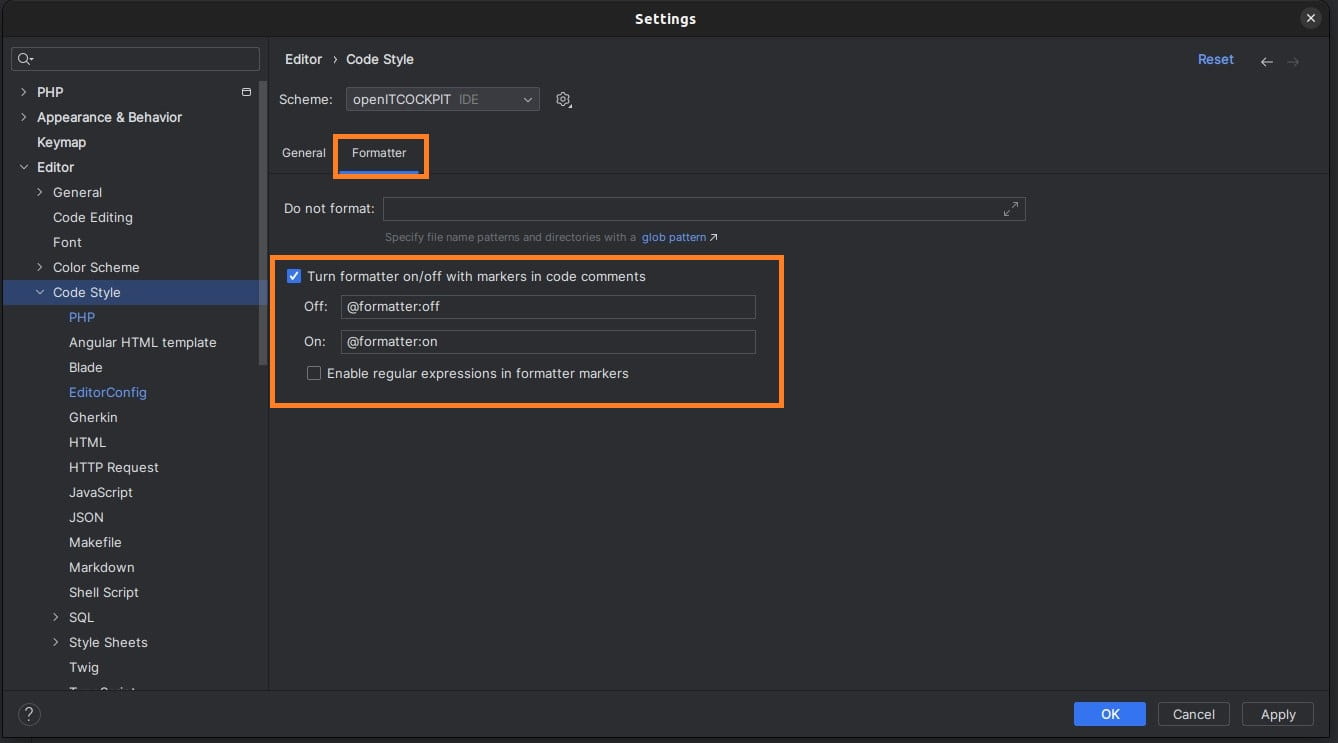 Settings
Editor › Code Style
Reset
Scheme: openITCOCKPIT IDE
General Formatter
Do not format:
Specify file name patterns and directories with a glob pattern ↗
Turn formatter on/off with markers in code comments
Off: @formatter:off
On: @formatter:on
Enable regular expressions in formatter markers
PHP
Appearance & Behavior
Keymap
Editor
General
Code Editing
Font
Color Scheme
Code Style
PHP
Angular HTML template
Blade
EditorConfig
Gherkin
HTML
HTTP Request
JavaScript
JSON
Makefile
Markdown
Shell Script
SQL
Style Sheets
Twig
?
OK Cancel Apply